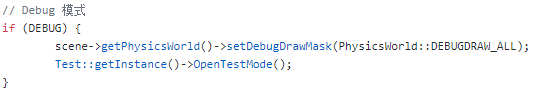 // Debug 模式
if (DEBUG) {
scene->getPhysicsWorld()->setDebugDrawMask(PhysicsWorld::DEBUGDRAW_ALL);
Test::getInstance()->OpenTestMode();
}